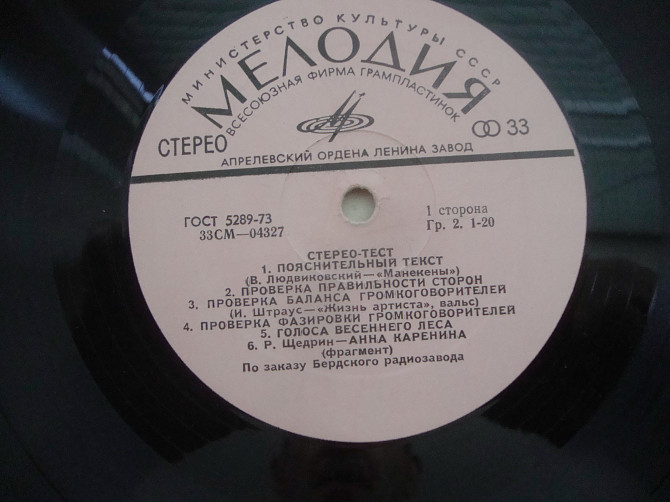 МИНИСТЕРСТВО КУЛЬТУРЫ СССР
МЕЛОДИЯ
ВСЕСОЮЗНАЯ ФИРМА ГРАМПЛАСТИНОК
СТЕРЕО
33
АПРЕЛЕВСКИЙ ОРДЕНА ЛЕНИНА ЗАВОД
ГОСТ 5289-73
33СМ—04327
1 сторона
Гр. 2. 1-20
СТЕРЕО-ТЕСТ
1. ПОЯСНИТЕЛЬНЫЙ ТЕКСТ
(В. Людвиковский—«Манекены»)
2. ПРОВЕРКА ПРАВИЛЬНОСТИ СТОРОН
3. ПРОВЕРКА БАЛАНСА ГРОМКОГОВОРИТЕЛЕЙ
(И. Штраус—«Жизнь артиста», вальс)
4. ПРОВЕРКА ФАЗИРОВКИ ГРОМКОГОВОРИТЕЛЕЙ
5. ГОЛОСА ВЕСЕННЕГО ЛЕСА
6. Р. Щедрин—АННА КАРЕНИНА
(фрагмент)
По заказу Бердского радиозавода